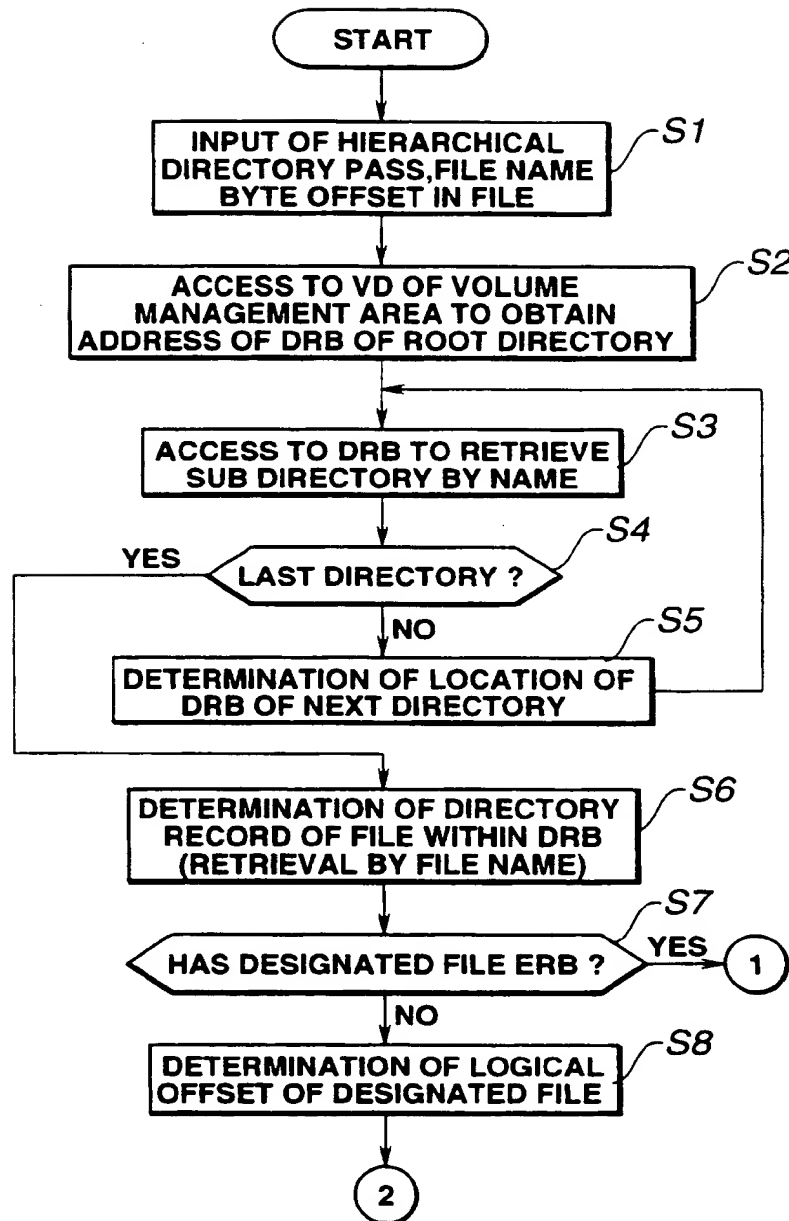 START
INPUT OF HIERARCHICAL
DIRECTORY PASS,FILE NAME
BYTE OFFSET IN FILE
S1
ACCESS TO VD OF VOLUME
MANAGEMENT AREA TO OBTAIN
ADDRESS OF DRB OF ROOT DIRECTORY
S2
ACCESS TO DRB TO RETRIEVE
SUB DIRECTORY BY NAME
S3
LAST DIRECTORY ?
S4
YES
NO
DETERMINATION OF LOCATION OF
DRB OF NEXT DIRECTORY
S5
DETERMINATION OF DIRECTORY
RECORD OF FILE WITHIN DRB
(RETRIEVAL BY FILE NAME)
S6
HAS DESIGNATED FILE ERB ?
S7
YES
1
NO
DETERMINATION OF LOGICAL
OFFSET OF DESIGNATED FILE
S8
2